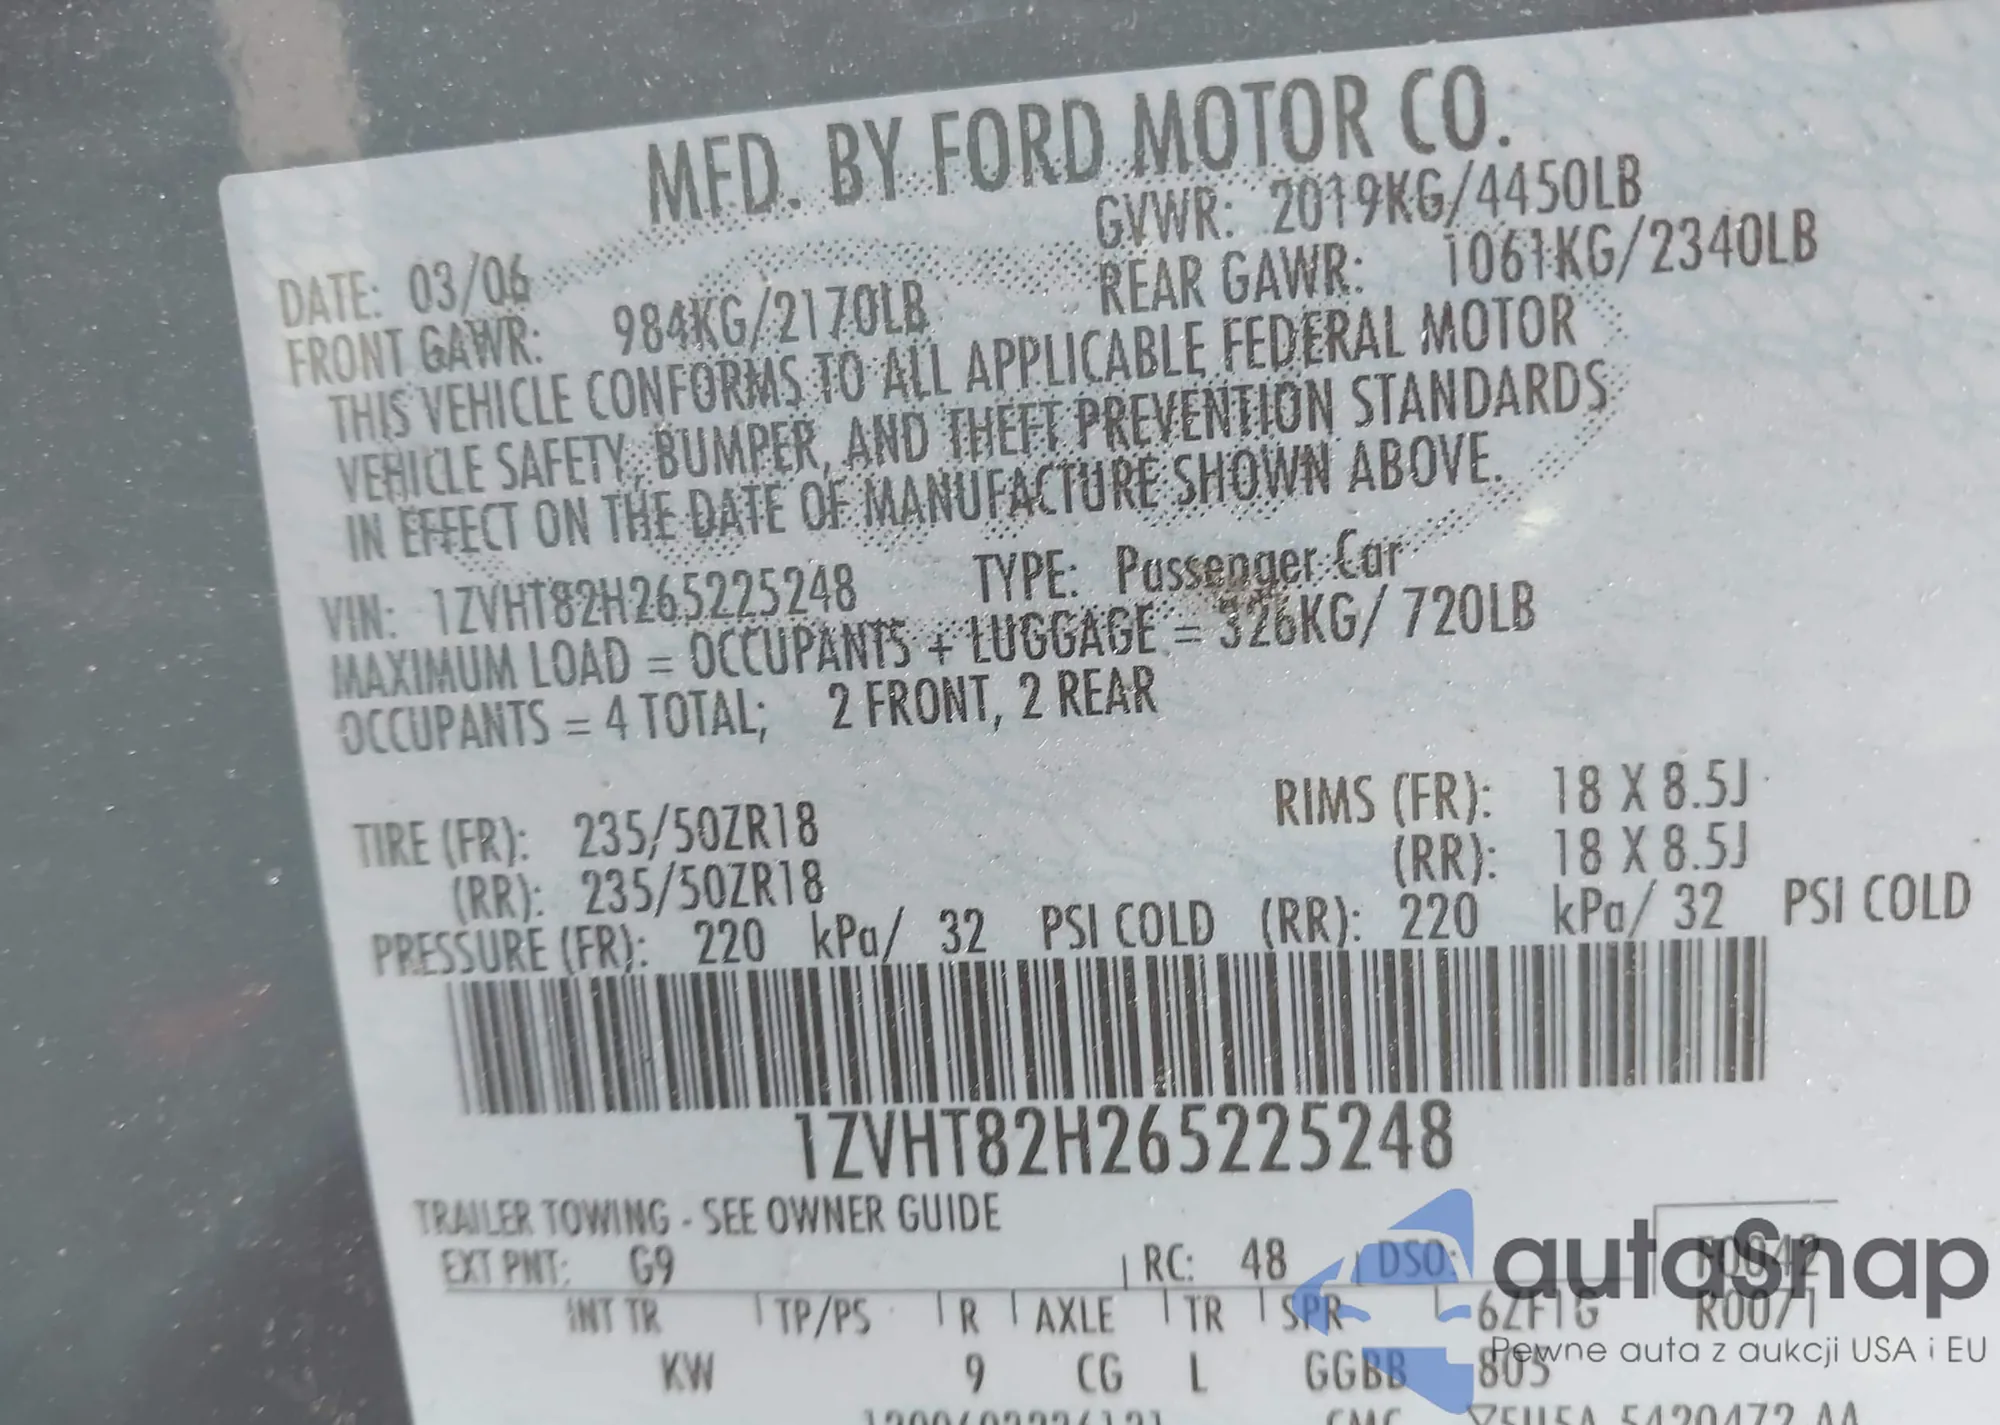 MFD. BY FORD MOTOR CO.
DATE: 03/06 GVWR: 2019KG/4450LB
FRONT GAWR: 984KG/2170LB REAR GAWR: 1061KG/2340LB
THIS VEHICLE CONFORMS TO ALL APPLICABLE FEDERAL MOTOR
VEHICLE SAFETY, BUMPER, AND THEFT PREVENTION STANDARDS
IN EFFECT ON THE DATE OF MANUFACTURE SHOWN ABOVE.
VIN: 1ZVHT82H265225248 TYPE: Passenger Car
MAXIMUM LOAD = OCCUPANTS + LUGGAGE = 326KG/ 720LB
OCCUPANTS = 4 TOTAL; 2 FRONT, 2 REAR
TIRE (FR): 235/50ZR18 RIMS (FR): 18 X 8.5J
(RR): 235/50ZR18 (RR): 18 X 8.5J
PRESSURE (FR): 220 kPa/ 32 PSI COLD (RR): 220 kPa/ 32 PSI COLD
1ZVHT82H265225248
TRAILER TOWING - SEE OWNER GUIDE
EXT PNT: G9 RC: 48 DSO: F0042
INT TR TP/PS R AXLE TR SPR R0071
KW 9 CG L GGBB 805
autosnap
Pewne auta z aukcji USA i EU